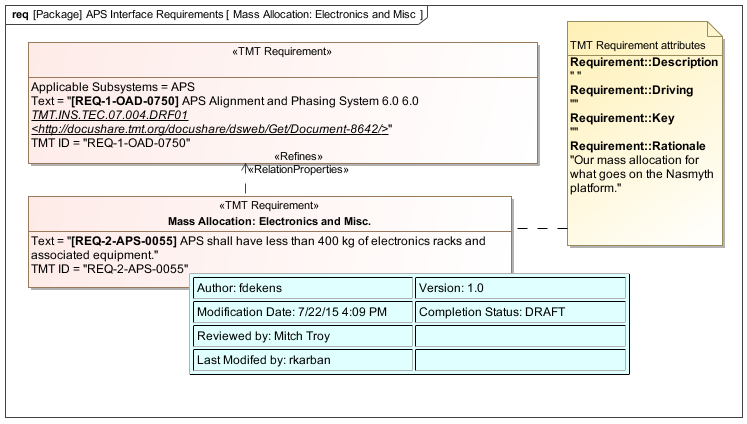 req [Package] APS Interface Requirements [ Mass Allocation: Electronics and Misc ]
«TMT Requirement»
Applicable Subsystems = APS
Text = "[REQ-1-OAD-0750] APS Alignment and Phasing System 6.0 6.0
TMT.INS.TEC.07.004.DRF01
<http://docushare.tmt.org/docushare/dsweb/Get/Document-8642/>"
TMT ID = "REQ-1-OAD-0750"
«Refines»
«RelationProperties»
«TMT Requirement»
Mass Allocation: Electronics and Misc.
Text = "[REQ-2-APS-0055] APS shall have less than 400 kg of electronics racks and
associated equipment."
TMT ID = "REQ-2-APS-0055"
TMT Requirement attributes
Requirement::Description
" "
Requirement::Driving
""
Requirement::Key
""
Requirement::Rationale
"Our mass allocation for
what goes on the Nasmyth
platform."
Author: fdekens
Version: 1.0
Modification Date: 7/22/15 4:09 PM
Completion Status: DRAFT
Reviewed by: Mitch Troy
Last Modifed by: rkarban